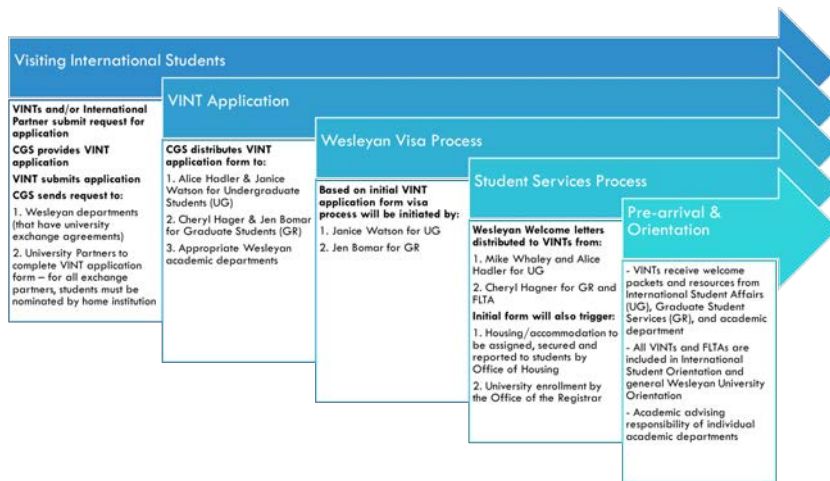 Visiting International Students
VINTs and/or International
Partner submit request for
application
CGS provides VINT
application
VINT submits application
CGS sends request to:
1. Wesleyan departments
(that have university
exchange agreements)
2. University Partners to
complete VINT application
form – for all exchange
partners, students must be
nominated by home institution
VINT Application
CGS distributes VINT
application form to:
1. Alice Hadler & Janice
Watson for Undergraduate
Students (UG)
2. Cheryl Hager & Jen Bomar
for Graduate Students (GR)
3. Appropriate Wesleyan
academic departments
Wesleyan Visa Process
Based on initial VINT
application form visa
process will be initiated by:
1. Janice Watson for UG
2. Jen Bomar for GR
Student Services Process
Wesleyan Welcome letters
distributed to VINTs from:
1. Mike Whaley and Alice
Hadler for UG
2. Cheryl Hagner for GR and
FLTA
Initial form will also trigger:
1. Housing/accommodation to
be assigned, secured and
reported to students by
Office of Housing
2. University enrollment by
the Office of the Registrar
Pre-arrival &
Orientation
- VINTs receive welcome
packets and resources from
International Student Affairs
(UG), Graduate Student
Services (GR), and academic
department
- All VINTs and FLTAs are
included in International
Student Orientation and
general Wesleyan University
Orientation
- Academic advising
responsibility of individual
academic departments